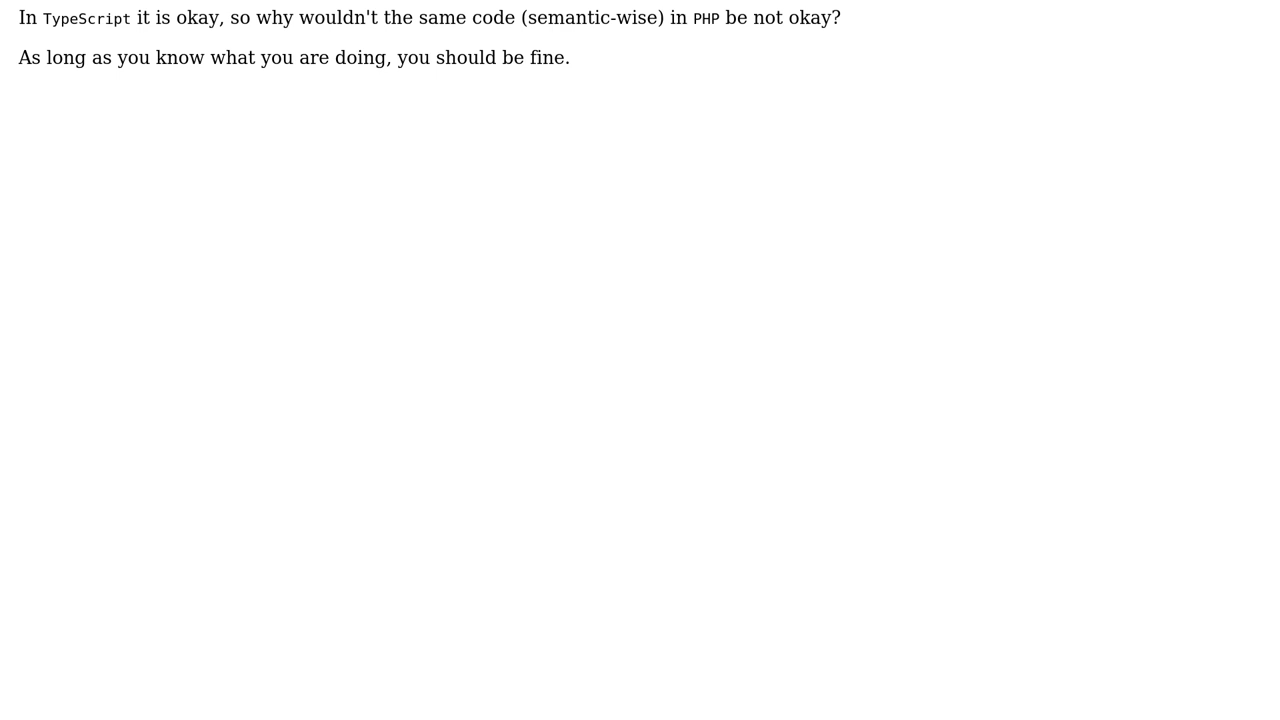 In TypeScript it is okay, so why wouldn't the same code (semantic-wise) in PHP be not okay?
As long as you know what you are doing, you should be fine.